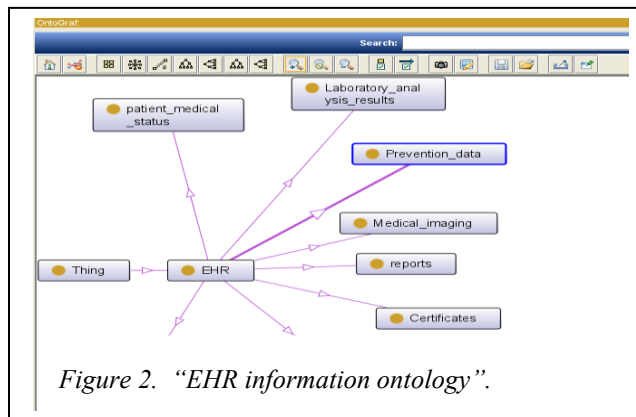 OntoGraf:
Search:
Laboratory_anal
ysis_results
patient_medical
_status
Prevention_data
Medical_imaging
Thing
EHR
reports
Certificates
Figure 2. “EHR information ontology”.